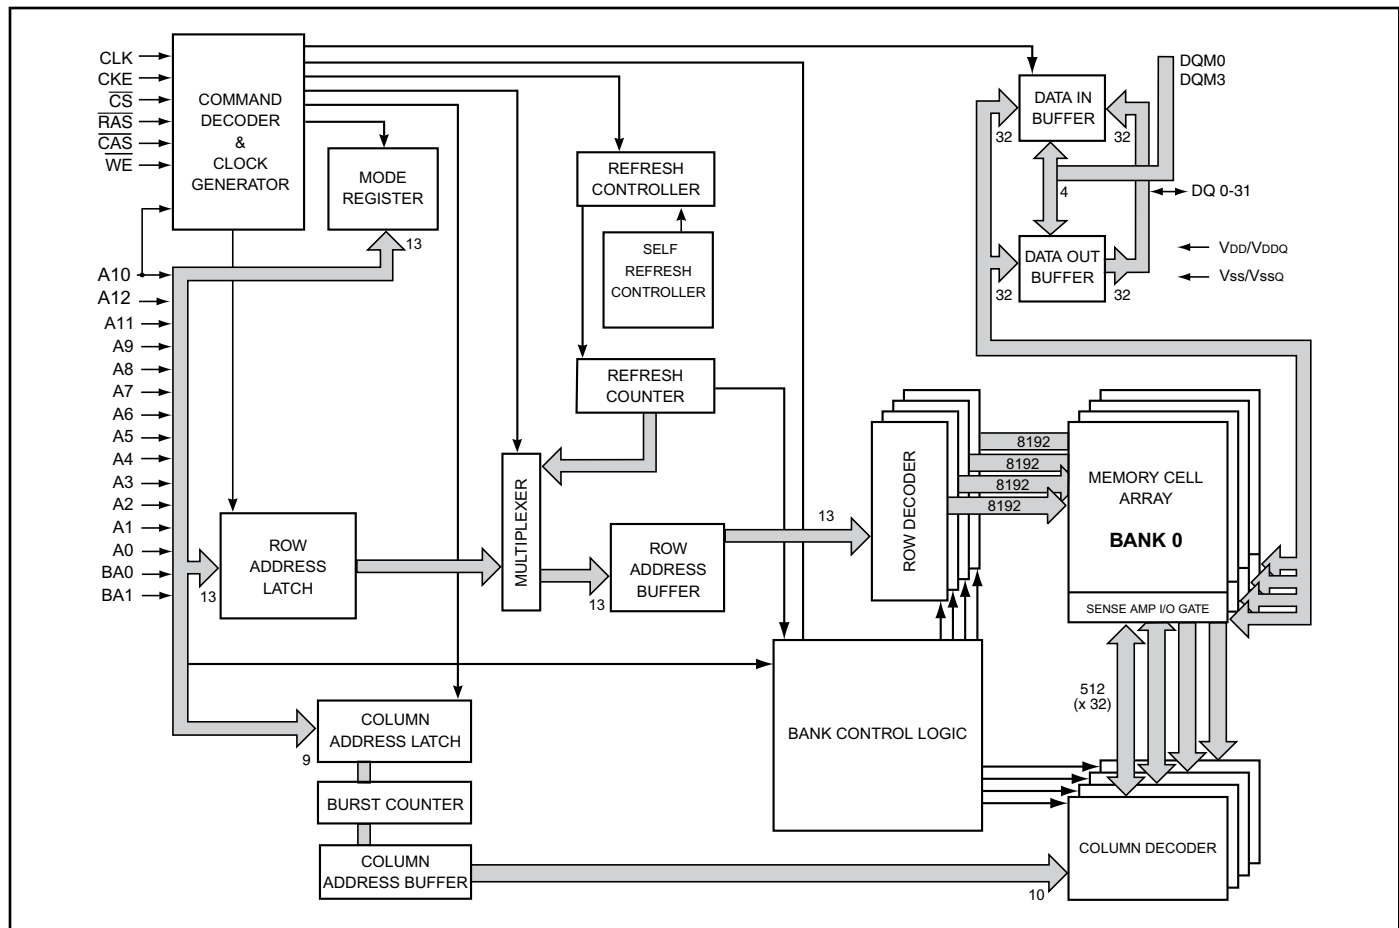 CLK
CKE
CS
RAS
CAS
WE
A10
A12
A11
A9
A8
A7
A6
A5
A4
A3
A2
A1
A0
BA0
BA1
COMMAND
DECODER
&
CLOCK
GENERATOR
MODE
REGISTER
13
REFRESH
CONTROLLER
SELF
REFRESH
CONTROLLER
REFRESH
COUNTER
DATA IN
BUFFER
32
32
DQM0
DQM3
4
DQ 0-31
DATA OUT
BUFFER
32
32
VDD/VDDQ
Vss/VssQ
13
ROW
ADDRESS
LATCH
MULTIPLEXER
13
ROW
ADDRESS
BUFFER
13
ROW DECODER
8192
8192
8192
8192
MEMORY CELL
ARRAY
BANK 0
SENSE AMP I/O GATE
512
(x 32)
BANK CONTROL LOGIC
9
COLUMN
ADDRESS LATCH
BURST COUNTER
COLUMN
ADDRESS BUFFER
10
COLUMN DECODER